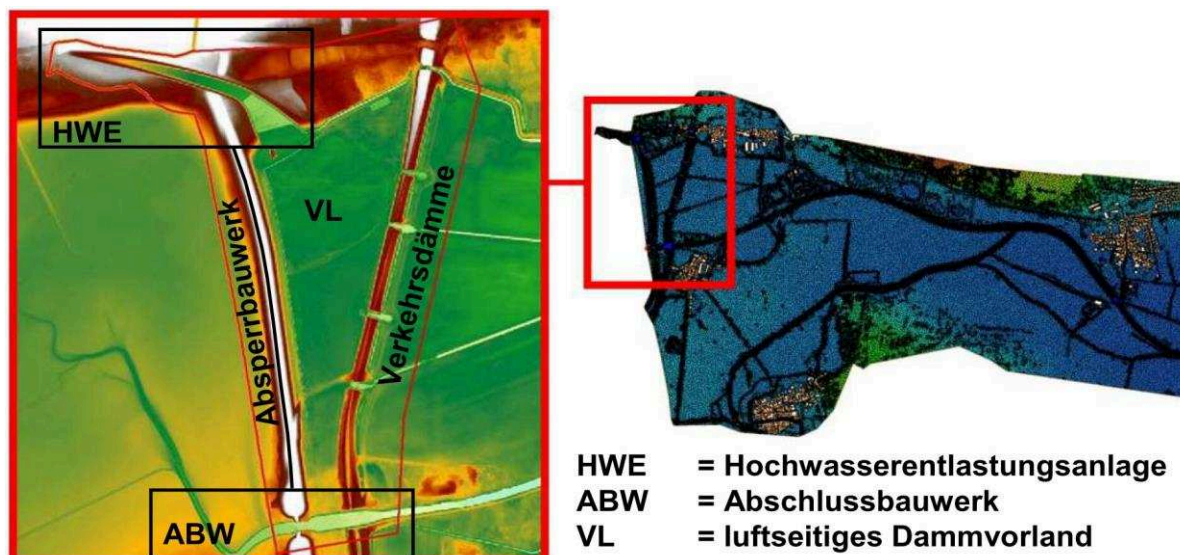 HWE
VL
Absperrbauwerk
Verkehrsdämme
ABW
HWE = Hochwasserentlastungsanlage
ABW = Abschlussbauwerk
VL = luftseitiges Dammvorland